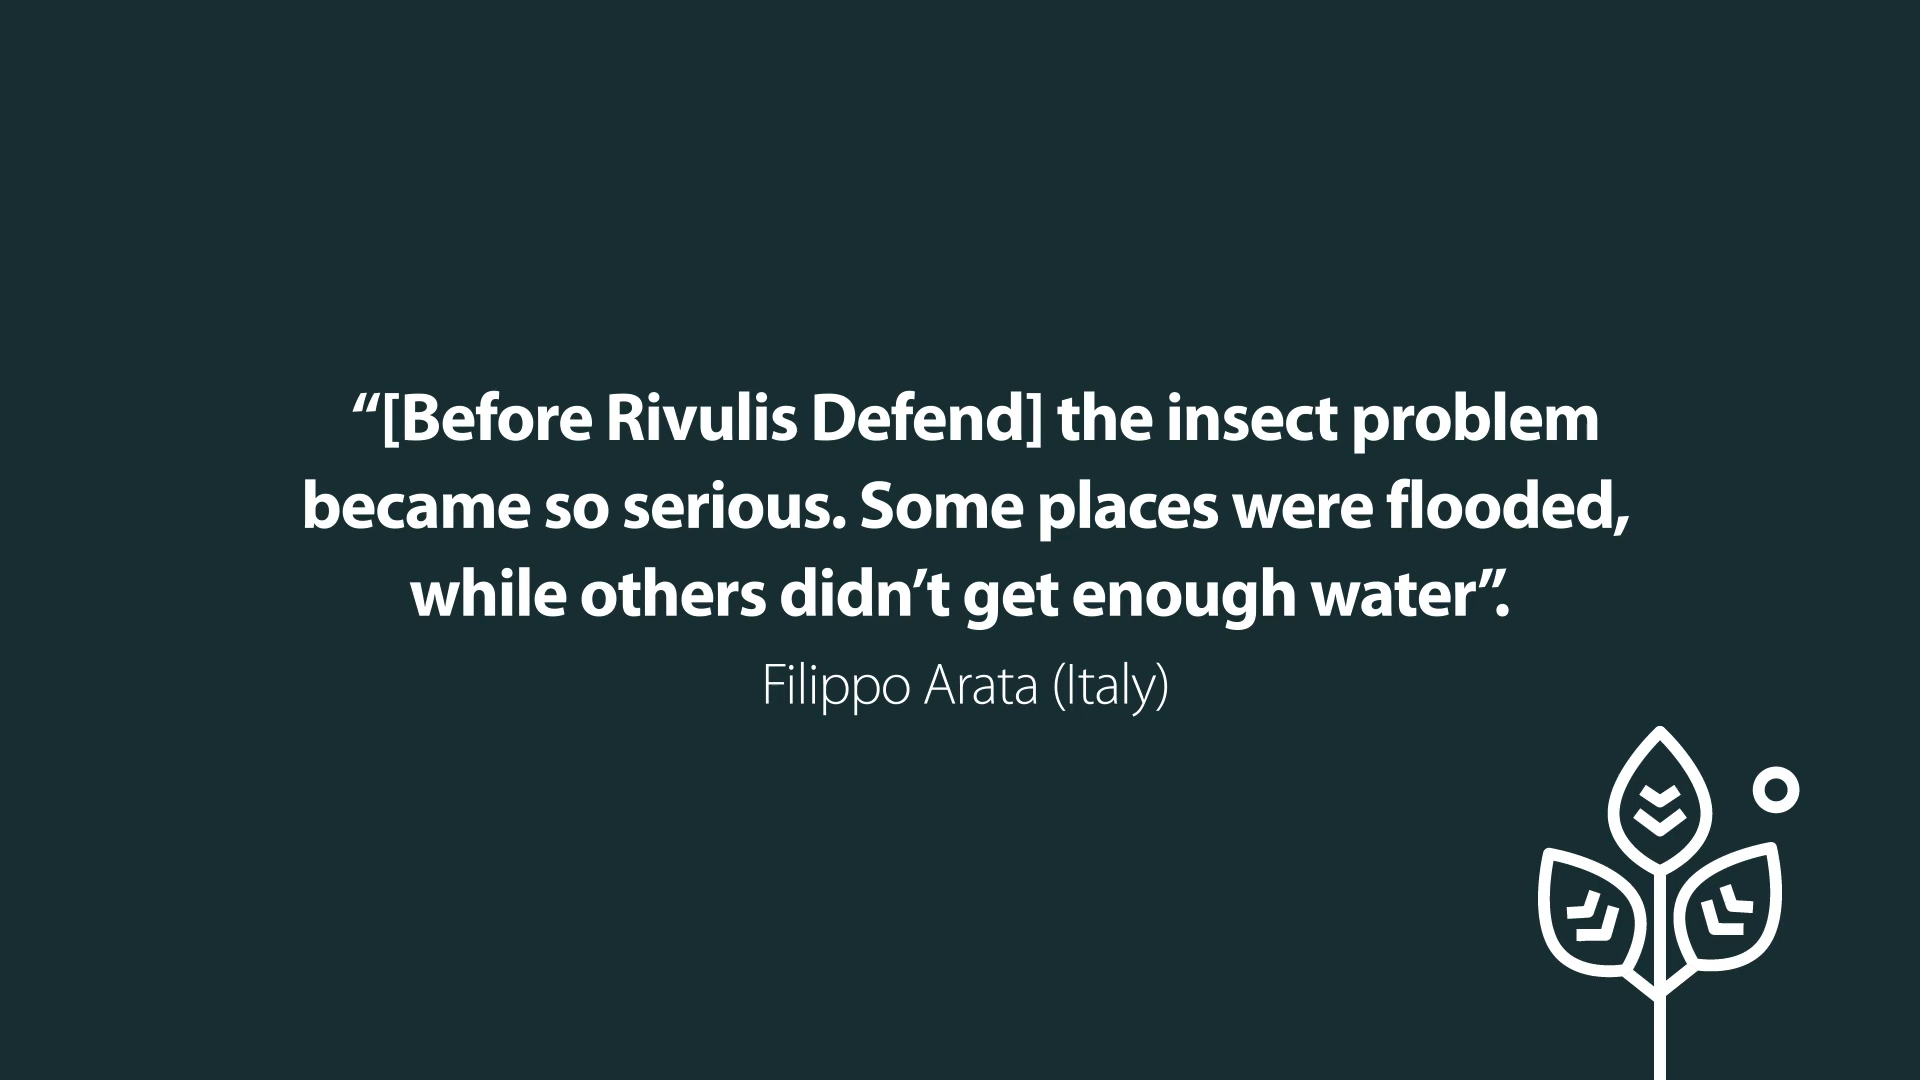 “[Before Rivulis Defend] the insect problem
became so serious. Some places were flooded,
while others didn’t get enough water”.
Filippo Arata (Italy)